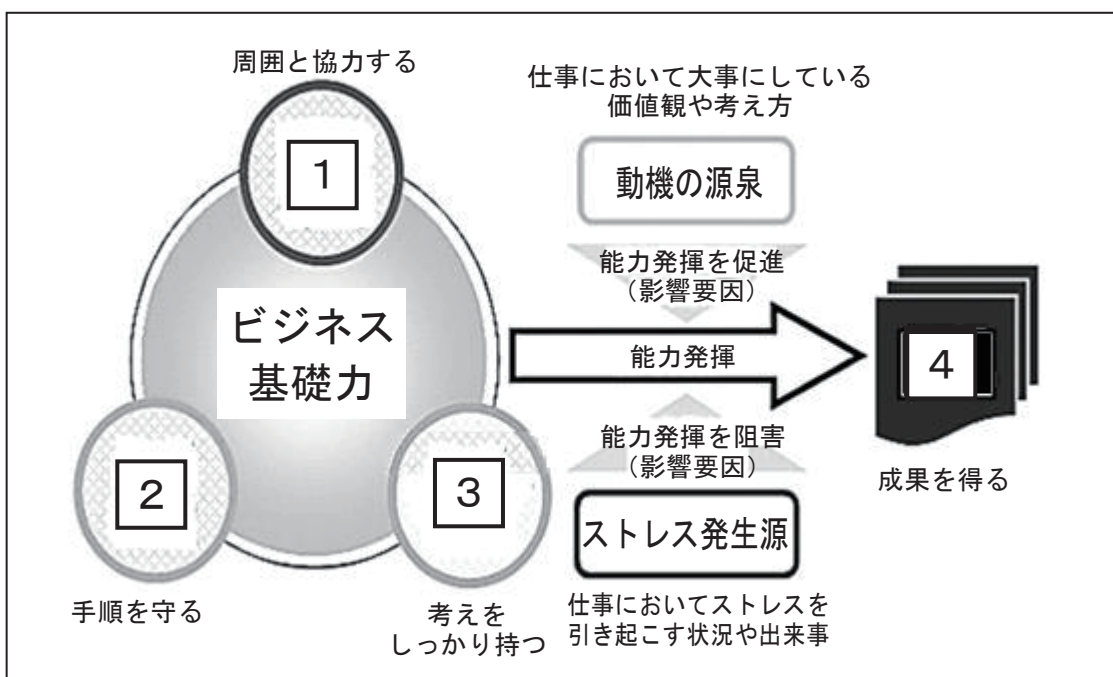 周囲と協力する
1
ビジネス
基礎力
2
手順を守る
3
考えを
しっかり持つ
仕事において大事にしている
価値観や考え方
動機の源泉
能力発揮を促進
（影響要因）
能力発揮
能力発揮を阻害
（影響要因）
ストレス発生源
仕事においてストレスを
引き起こす状況や出来事
4
成果を得る